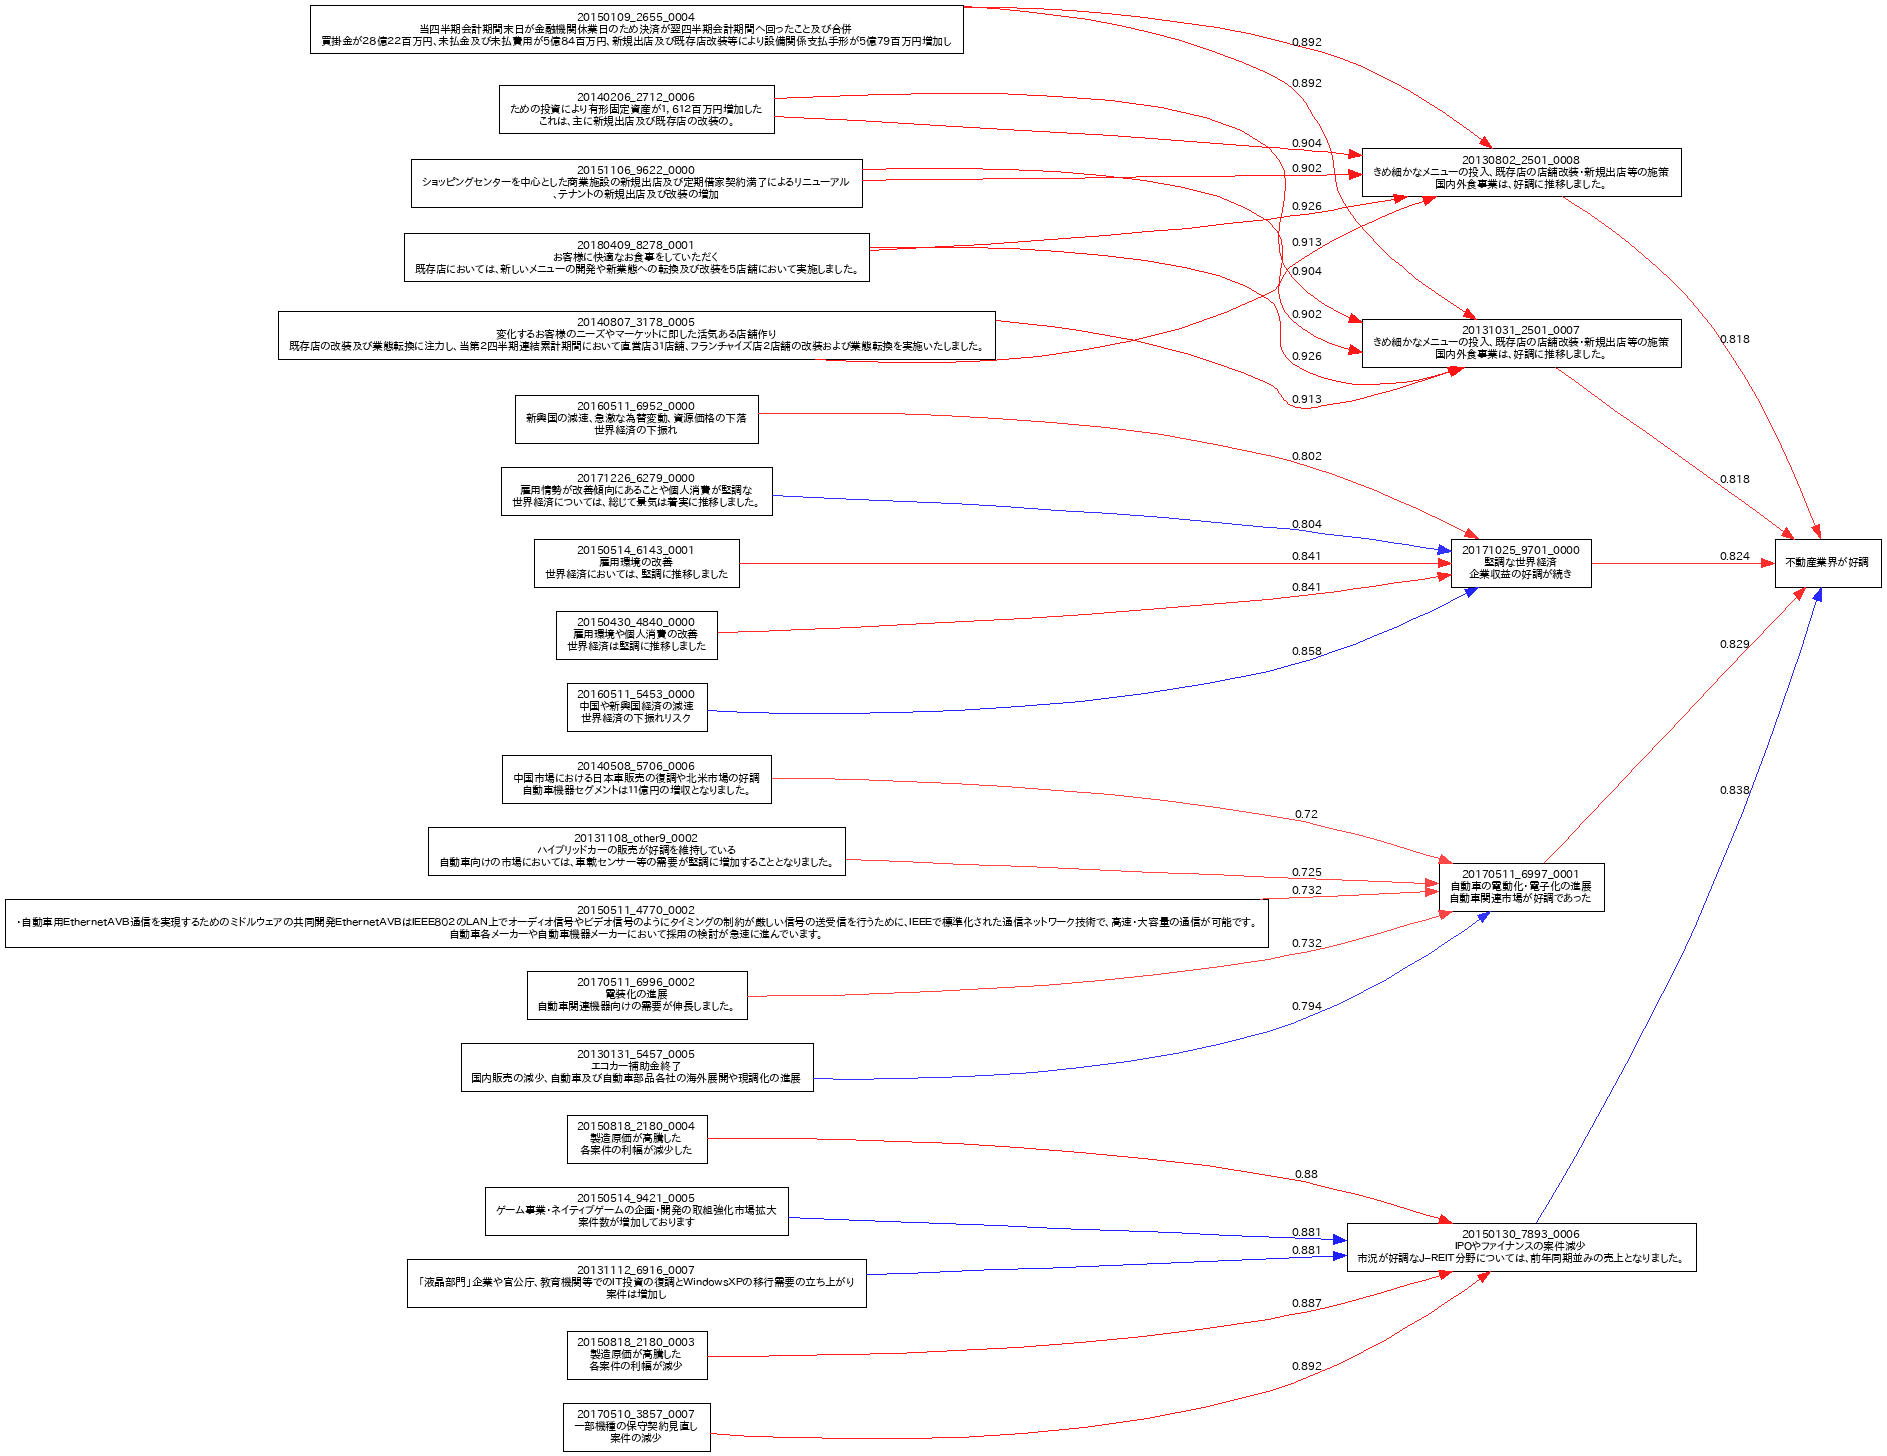 20150109_2655_0004
当四半期会計期間末日が金融機関休業日のため決済が翌四半期会計期間へ回ったこと及び合併
買掛金が28億22百万円、未払金及び未払費用が5億84百万円、新規出店及び既存店改装等により設備関係支払手形が5億79百万円増加し
20140206_2712_0006
ための投資により有形固定資産が1，612百万円増加した
これは、主に新規出店及び既存店の改装の。
20151106_9622_0000
ショッピングセンターを中心とした商業施設の新規出店及び定期借家契約満了によるリニューアル
、テナントの新規出店及び改装の増加
20180409_8278_0001
お客様に快適なお食事をしていただく
既存店においては、新しいメニューの開発や新業態への転換及び改装を5店舗において実施しました。
20140807_3178_0005
変化するお客様のニーズやマーケットに即した活気ある店舗作り
既存店の改装及び業態転換に注力し、当第2四半期連結累計期間において直営店31店舗、フランチャイズ店2店舗の改装および業態転換を実施いたしました。
20160511_6952_0000
新興国の減速、急激な為替変動、資源価格の下落
世界経済の下振れ
20171226_6279_0000
雇用情勢が改善傾向にあることや個人消費が堅調な
世界経済については、総じて景気は着実に推移しました。
20150514_6143_0001
雇用環境の改善
世界経済においては、堅調に推移しました
20150430_4840_0000
雇用環境や個人消費の改善
世界経済は堅調に推移しました
20160511_5453_0000
中国や新興国経済の減速
世界経済の下振れリスク
20140508_5706_0006
中国市場における日本車販売の復調や北米市場の好調
自動車機器セグメントは11億円の増収となりました。
20131108_other9_0002
ハイブリッドカーの販売が好調を維持している
自動車向けの市場においては、車載センサー等の需要が堅調に増加することとなりました。
20150511_4770_0002
・自動車用EthernetAVB通信を実現するためのミドルウェアの共同開発EthernetAVBはIEEE802のLAN上でオーディオ信号やビデオ信号のようにタイミングの制約が厳しい信号の送受信を行うために、IEEEで標準化された通信ネットワーク技術で、高速・大容量の通信が可能です。
自動車各メーカーや自動車機器メーカーにおいて採用の検討が急速に進んでいます。
20170511_6996_0002
電装化の進展
自動車関連機器向けの需要が伸長しました。
20130131_5457_0005
エコカー補助金終了
国内販売の減少、自動車及び自動車部品各社の海外展開や現調化の進展
20150818_2180_0004
製造原価が高騰した
各案件の利幅が減少した
20150514_9421_0005
ゲーム事業・ネイティブゲームの企画・開発の取組強化市場拡大
案件数が増加しております
20131112_6916_0007
「液晶部門」企業や官公庁、教育機関等でのIT投資の復調とWindowsXPの移行需要の立ち上がり
案件は増加し
20150818_2180_0003
製造原価が高騰した
各案件の利幅が減少
20170510_3857_0007
一部機種の保守契約見直し
案件の減少
0.892
0.892
0.904
0.902
0.926
0.913
0.904
0.902
0.926
0.913
0.802
0.804
0.841
0.841
0.858
0.72
0.725
0.732
0.732
0.794
0.88
0.881
0.881
0.887
0.892
20130802_2501_0008
きめ細かなメニューの投入、既存店の店舗改装・新規出店等の施策
国内外食事業は、好調に推移しました。
20131031_2501_0007
きめ細かなメニューの投入、既存店の店舗改装・新規出店等の施策
国内外食事業は、好調に推移しました。
20171025_9701_0000
堅調な世界経済
企業収益の好調が続き
20170511_6997_0001
自動車の電動化・電子化の進展
自動車関連市場が好調であった
20150130_7893_0006
IPOやファイナンスの案件減少
市況が好調なJ−REIT分野については、前年同期並みの売上となりました。
0.818
0.818
0.824
0.829
0.838
不動産業界が好調